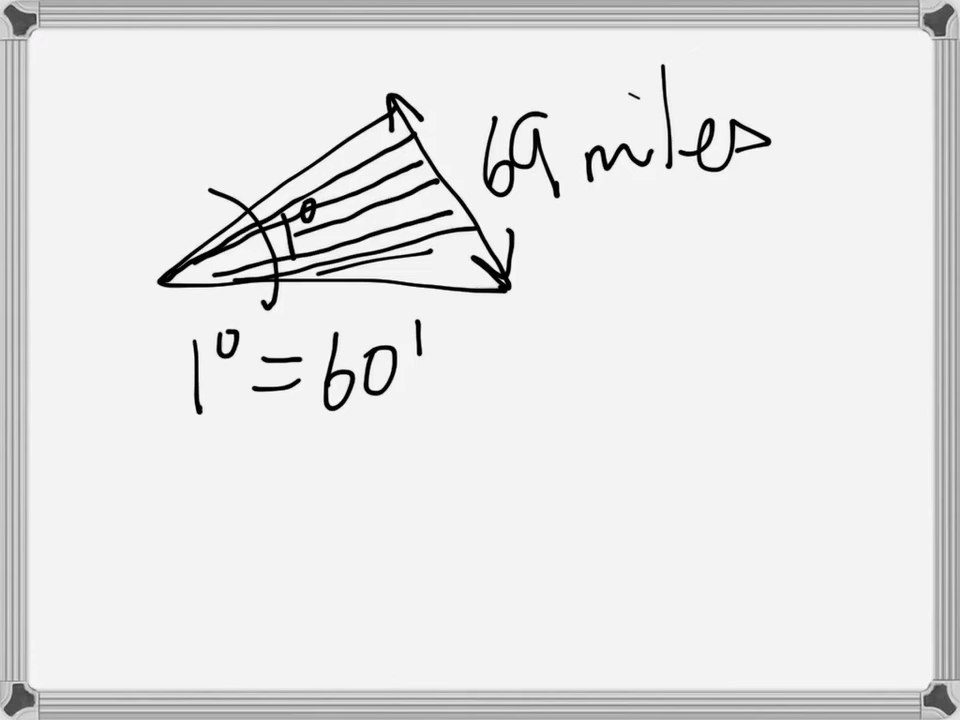 69 miles
1°
1° = 60'